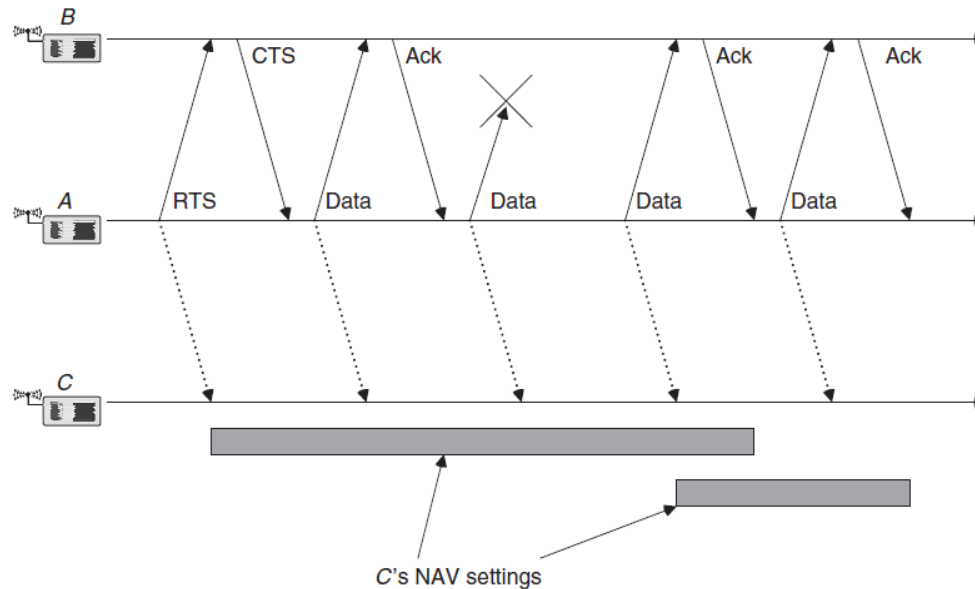 B
CTS
Ack
Ack
Ack
A
RTS
Data
Data
Data
Data
C
C's NAV settings